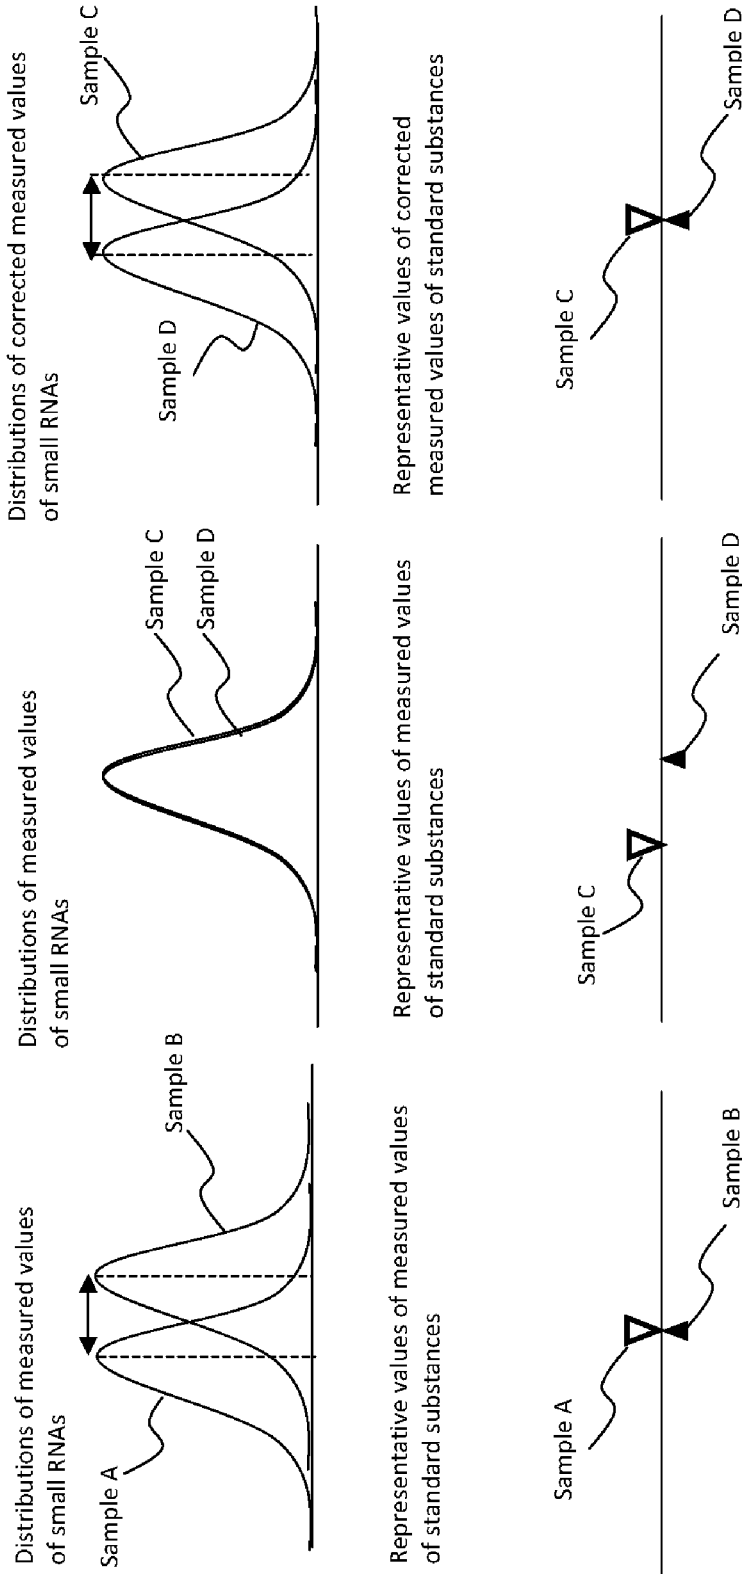 Distributions of measured values
of small RNAs
Sample A
Sample B
Representative values of measured values
of standard substances
Sample A
Sample B
Distributions of measured values
of small RNAs
Sample C
Sample D
Representative values of measured values
of standard substances
Sample C
Sample D
Distributions of corrected measured values
of small RNAs
Sample D
Sample C
Representative values of corrected
measured values of standard substances
Sample C
Sample D